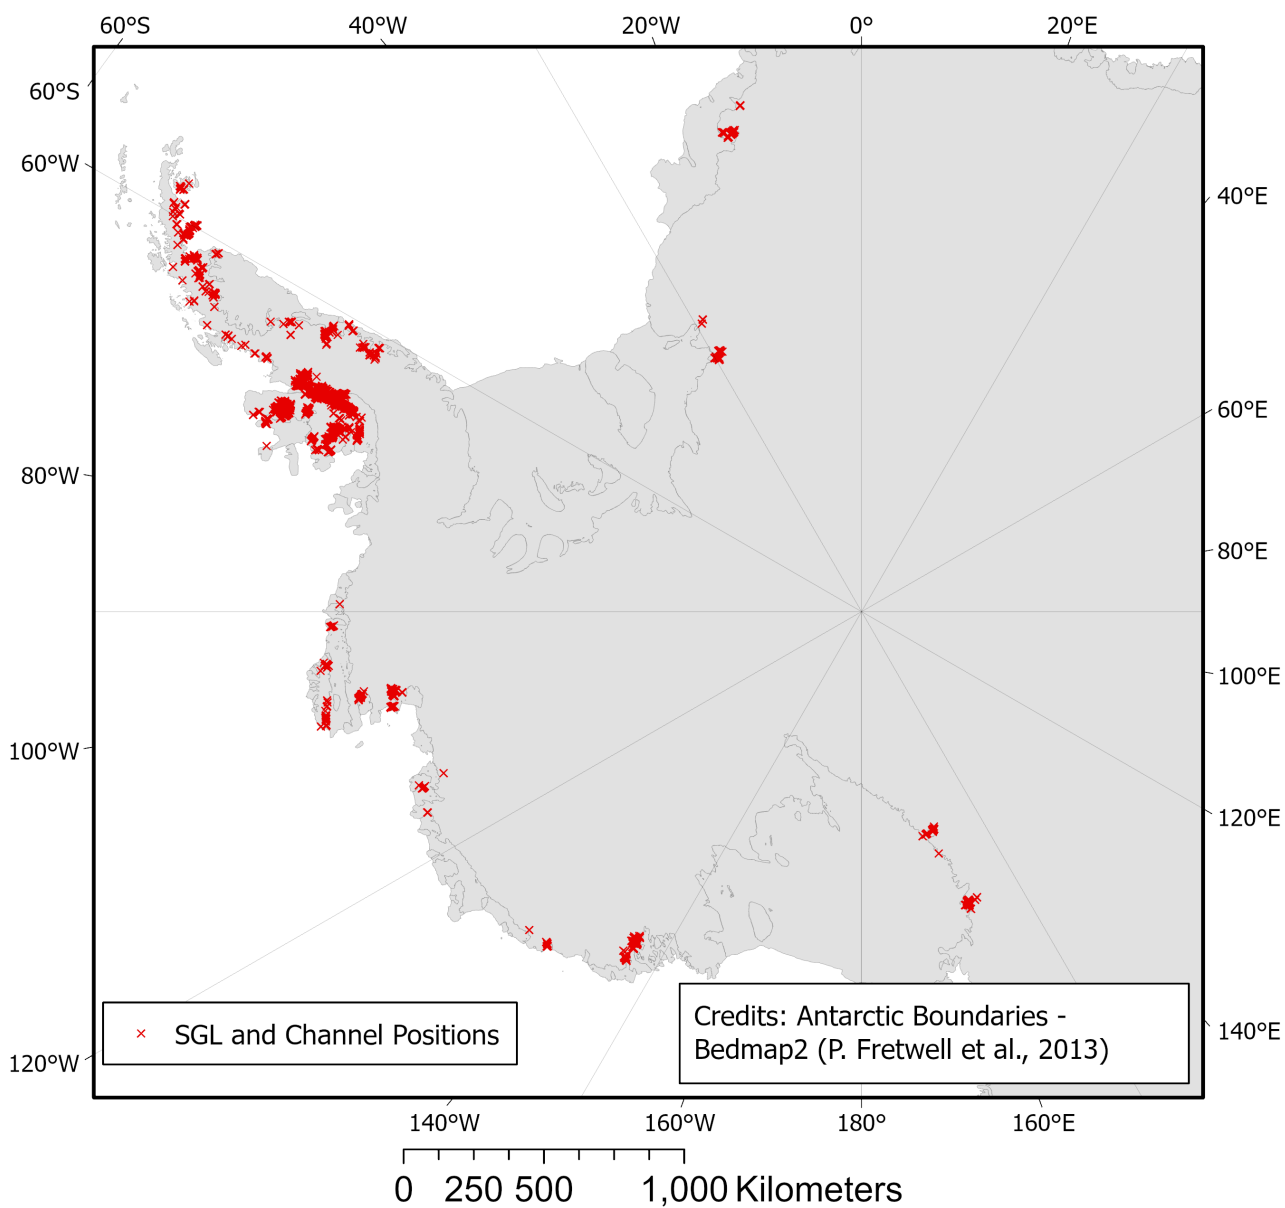 60°S
40°W
20°W
0°
20°E
60°S
60°W
80°W
100°W
120°W
40°E
60°E
80°E
100°E
120°E
140°E
SGL and Channel Positions
Credits: Antarctic Boundaries -
Bedmap2 (P. Fretwell et al., 2013)
140°W
160°W
180°
160°E
0 250 500 1,000 Kilometers